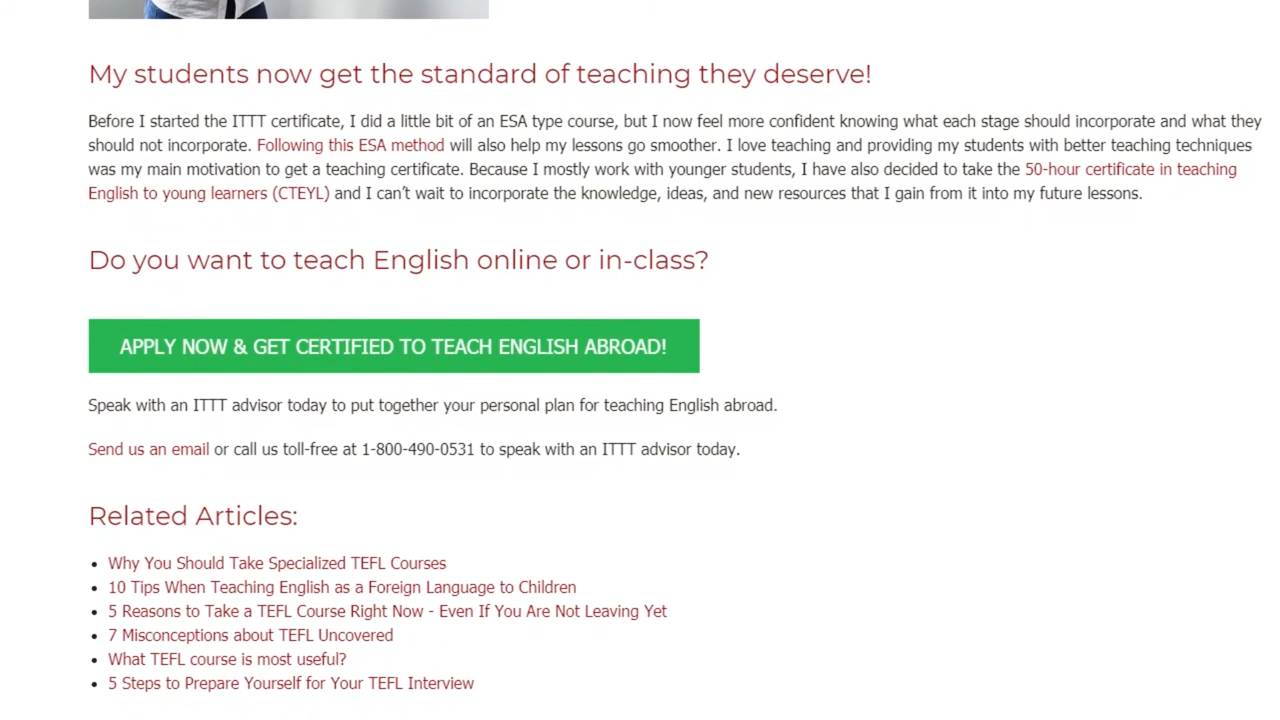 My students now get the standard of teaching they deserve!
Before I started the ITTT certificate, I did a little bit of an ESA type course, but I now feel more confident knowing what each stage should incorporate and what they
should not incorporate. Following this ESA method will also help my lessons go smoother. I love teaching and providing my students with better teaching techniques
was my main motivation to get a teaching certificate. Because I mostly work with younger students, I have also decided to take the 50-hour certificate in teaching
English to young learners (CTEYL) and I can’t wait to incorporate the knowledge, ideas, and new resources that I gain from it into my future lessons.
Do you want to teach English online or in-class?
APPLY NOW & GET CERTIFIED TO TEACH ENGLISH ABROAD!
Speak with an ITTT advisor today to put together your personal plan for teaching English abroad.
Send us an email or call us toll-free at 1-800-490-0531 to speak with an ITTT advisor today.
Related Articles:
• Why You Should Take Specialized TEFL Courses
• 10 Tips When Teaching English as a Foreign Language to Children
• 5 Reasons to Take a TEFL Course Right Now - Even If You Are Not Leaving Yet
• 7 Misconceptions about TEFL Uncovered
• What TEFL course is most useful?
• 5 Steps to Prepare Yourself for Your TEFL Interview